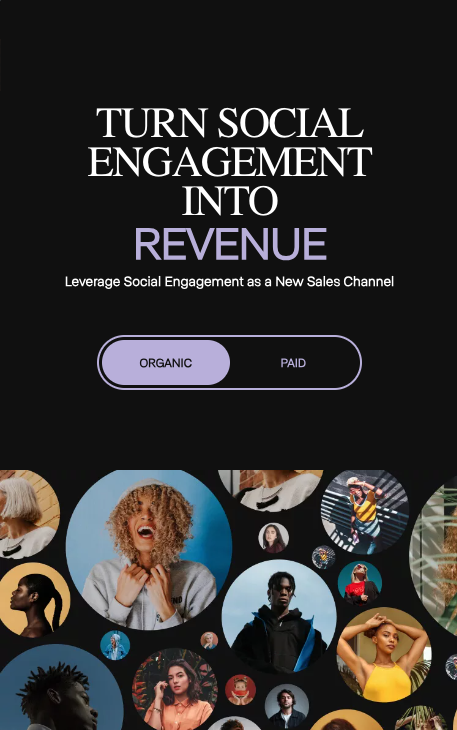 TURN SOCIAL
ENGAGEMENT
INTO
REVENUE
Leverage Social Engagement as a New Sales Channel
ORGANIC
PAID